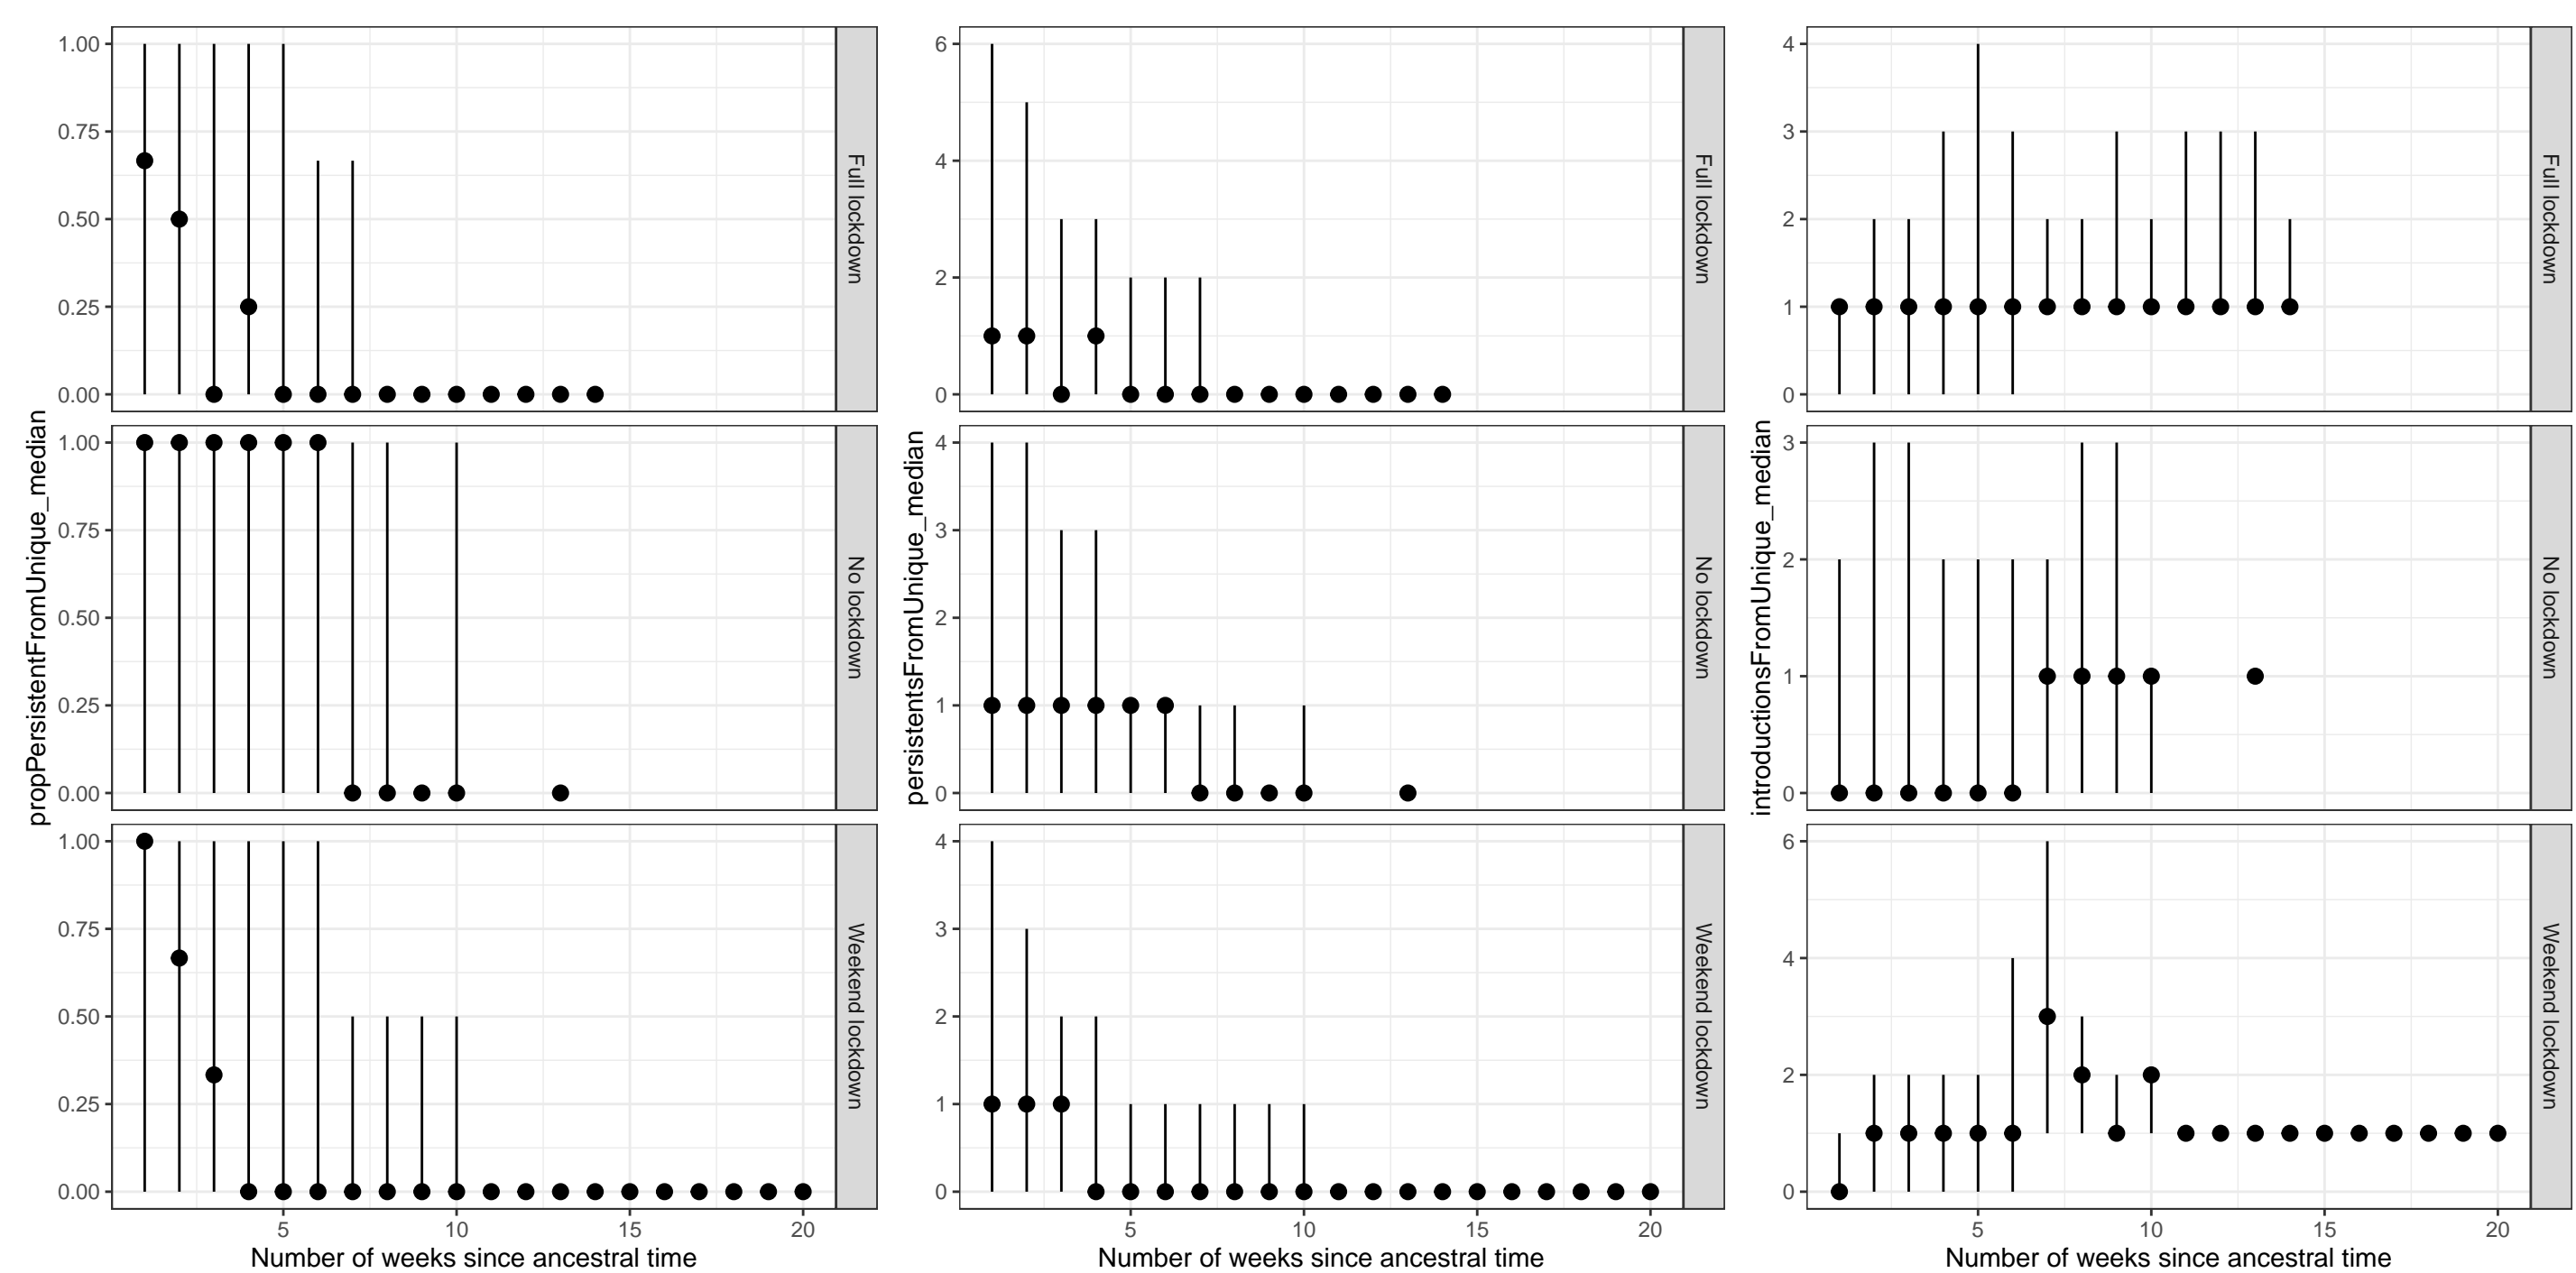 propPersistentFromUnique_median
1.00
0.75
0.50
0.25
0.00
Full lockdown
1.00
0.75
0.50
0.25
0.00
No lockdown
1.00
0.75
0.50
0.25
0.00
Weekend lockdown
5 10 15 20
Number of weeks since ancestral time
persistentsFromUnique_median
6
4
2
0
Full lockdown
4
3
2
1
0
No lockdown
4
3
2
1
0
Weekend lockdown
5 10 15 20
Number of weeks since ancestral time
introductionsFromUnique_median
4
3
2
1
0
Full lockdown
3
2
1
0
No lockdown
6
4
2
0
Weekend lockdown
5 10 15 20
Number of weeks since ancestral time